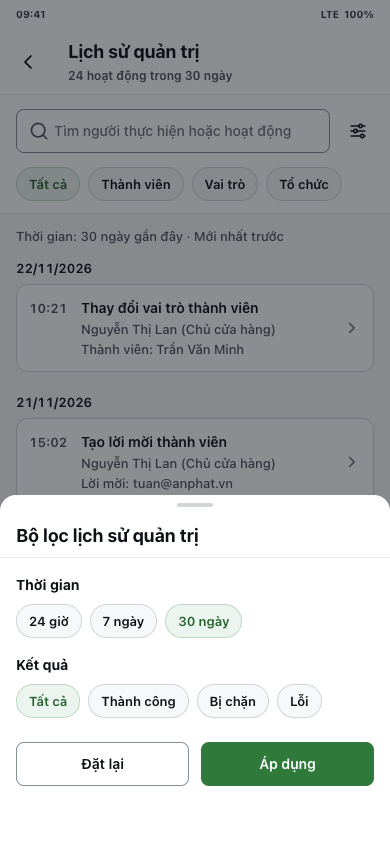 09:41
LTE 100%
Lịch sử quản trị
24 hoạt động trong 30 ngày
Tìm người thực hiện hoặc hoạt động
Tất cả
Thành viên
Vai trò
Tổ chức
Thời gian: 30 ngày gần đây · Mới nhất trước
22/11/2026
10:21
Thay đổi vai trò thành viên
Nguyễn Thị Lan (Chủ cửa hàng)
Thành viên: Trần Văn Minh
21/11/2026
15:02
Tạo lời mời thành viên
Nguyễn Thị Lan (Chủ cửa hàng)
Lời mời: tuan@anphat.vn
Bộ lọc lịch sử quản trị
Thời gian
24 giờ
7 ngày
30 ngày
Kết quả
Tất cả
Thành công
Bị chặn
Lỗi
Đặt lại
Áp dụng